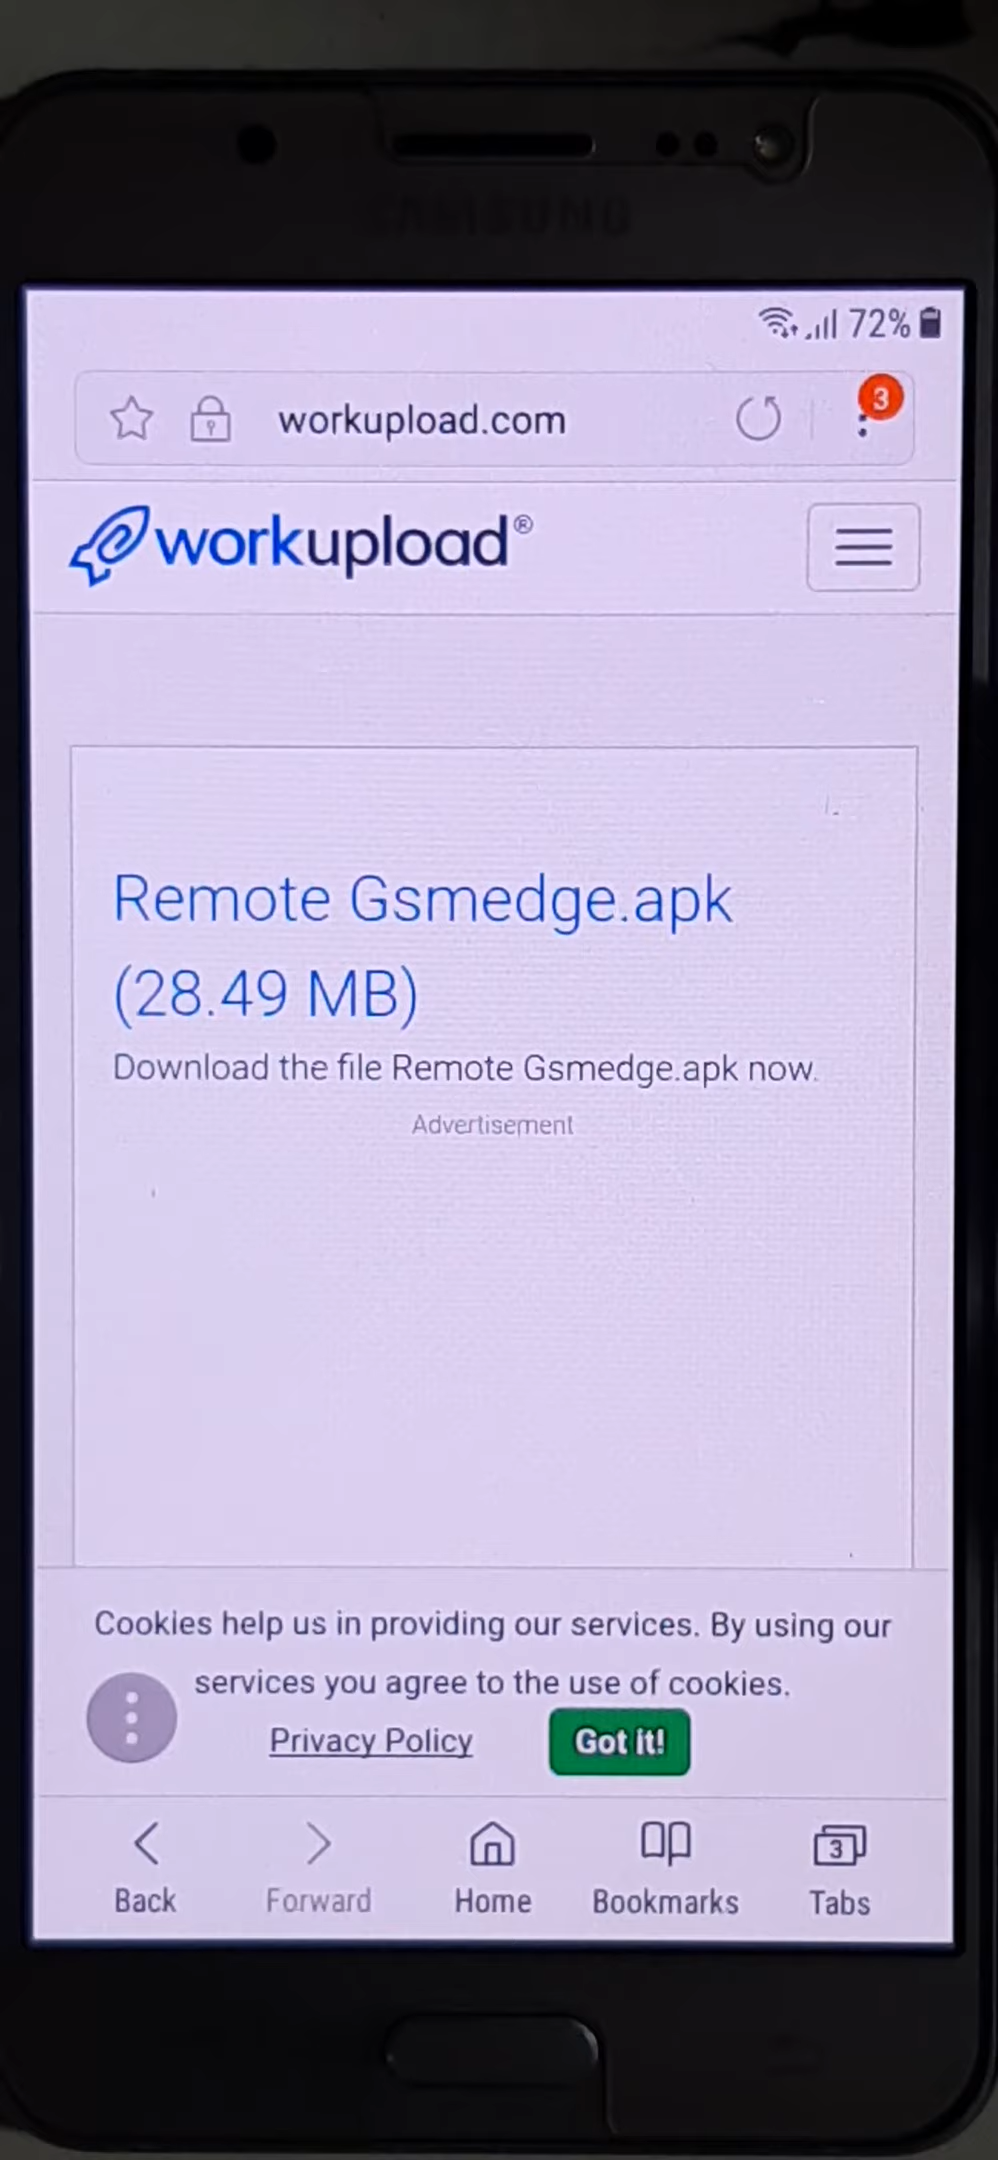 SAMSUNG
72%
workupload.com
3
workupload®
Remote Gsmedge.apk
(28.49 MB)
Download the file Remote Gsmedge.apk now.
Advertisement
Cookies help us in providing our services. By using our
services you agree to the use of cookies.
Privacy Policy
Got it!
3
Back
Forward
Home
Bookmarks
Tabs